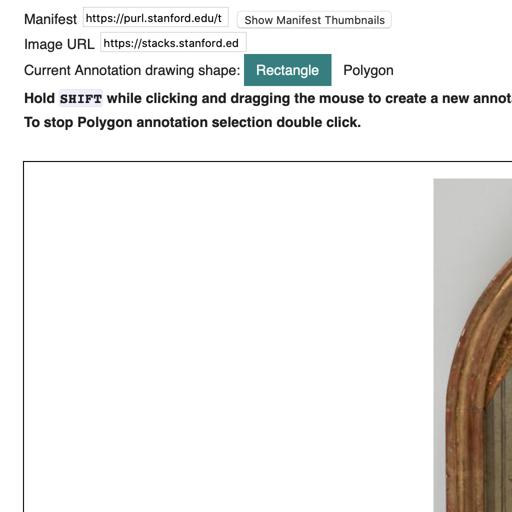 Manifest https://purl.stanford.edu/t Show Manifest Thumbnails
Image URL https://stacks.stanford.ed
Current Annotation drawing shape: Rectangle Polygon
Hold SHIFT while clicking and dragging the mouse to create a new annot
To stop Polygon annotation selection double click.